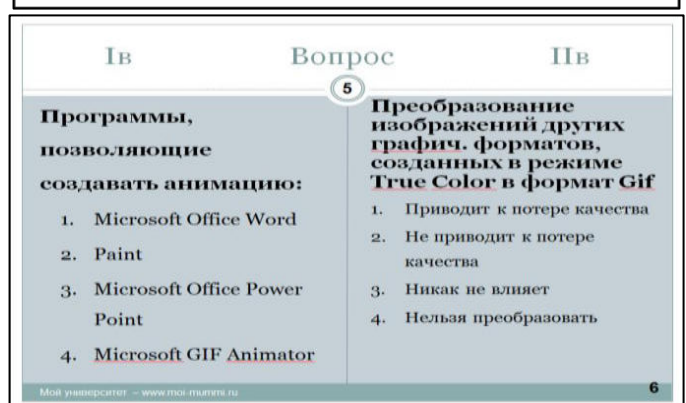 Iв Вопрос IIв
5
Программы,
позволяющие
создавать анимацию:
1. Microsoft Office Word
2. Paint
3. Microsoft Office Power
Point
4. Microsoft GIF Animator
Преобразование
изображений других
графич. форматов,
созданных в режиме
True Color в формат Gif
1. Приводит к потере качества
2. Не приводит к потере
качества
3. Никак не влияет
4. Нельзя преобразовать
Мой университет – www.moi-mummi.ru
6